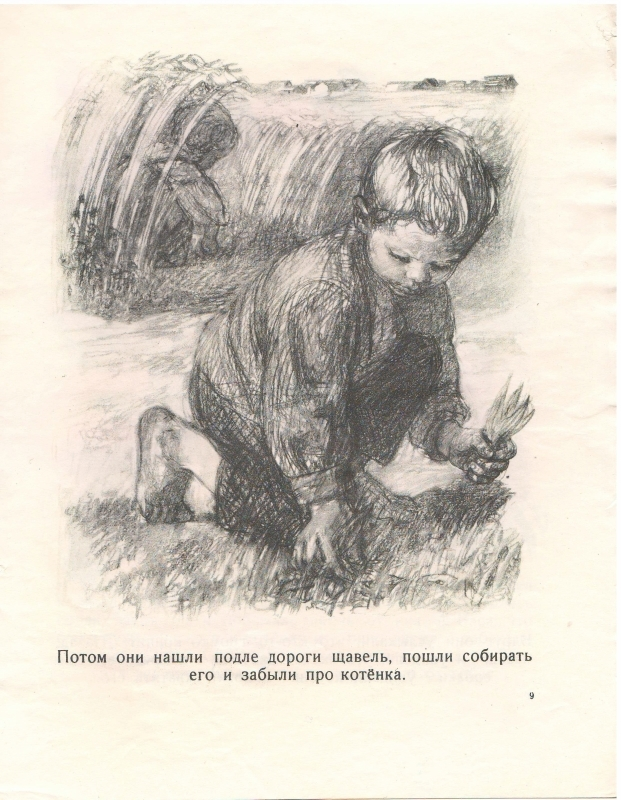 Потом они нашли подле дороги щавель, пошли собирать
его и забыли про котёнка.
9